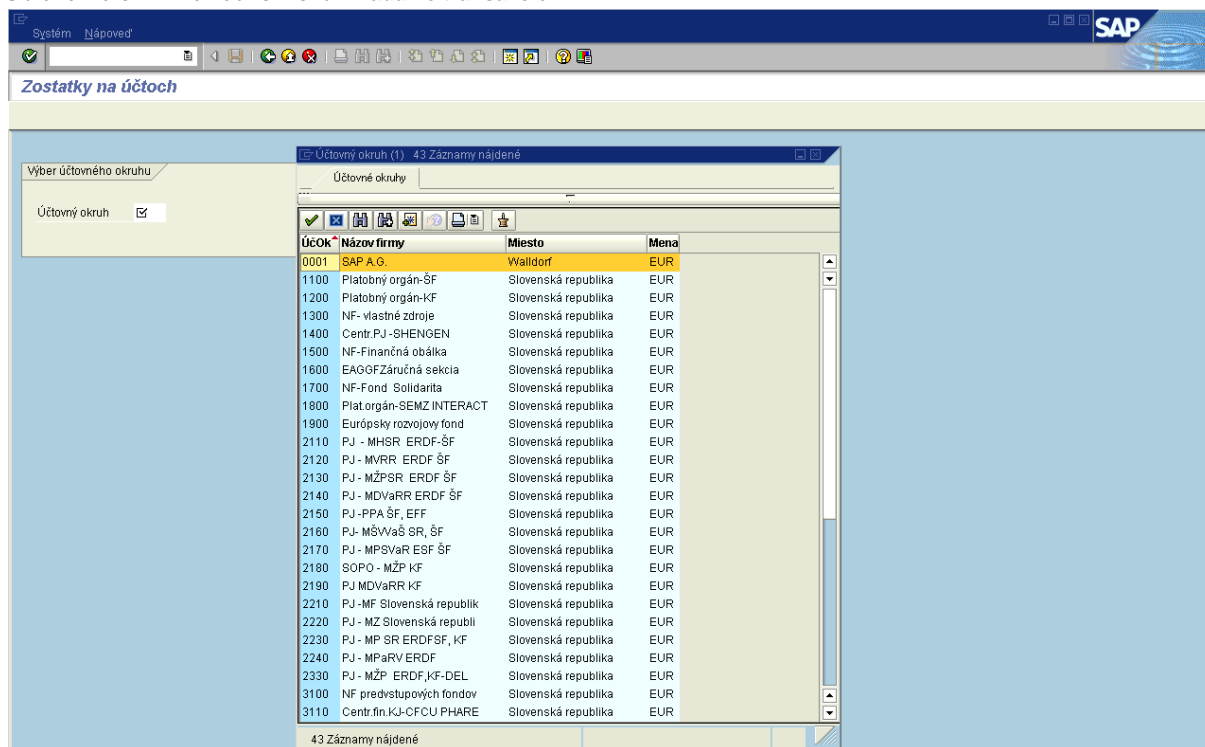 Systém Nápoveď
SAP
Zostatky na účtoch
Výber účtovného okruhu
Účtovný okruh
Účtovný okruh (1) 43 Záznamy nájdené
Účtovné okruhy
ÚčOk Názov firmy Miesto Mena
0001 SAP A.G. Walldorf EUR
1100 Platobný orgán-ŠF Slovenská republika EUR
1200 Platobný orgán-KF Slovenská republika EUR
1300 NF- vlastné zdroje Slovenská republika EUR
1400 Centr.PJ -SHENGEN Slovenská republika EUR
1500 NF-Finančná obálka Slovenská republika EUR
1600 EAGGFZáručná sekcia Slovenská republika EUR
1700 NF-Fond Solidarita Slovenská republika EUR
1800 Plat.orgán-SEMZ INTERACT Slovenská republika EUR
1900 Európsky rozvojovy fond Slovenská republika EUR
2110 PJ - MHSR ERDF-ŠF Slovenská republika EUR
2120 PJ - MVRR ERDF ŠF Slovenská republika EUR
2130 PJ - MŽPSR ERDF ŠF Slovenská republika EUR
2140 PJ - MDVaRR ERDF ŠF Slovenská republika EUR
2150 PJ -PPA ŠF, EFF Slovenská republika EUR
2160 PJ- MŠVVaŠ SR, ŠF Slovenská republika EUR
2170 PJ - MPSVaR ESF ŠF Slovenská republika EUR
2180 SOPO - MŽP KF Slovenská republika EUR
2190 PJ MDVaRR KF Slovenská republika EUR
2210 PJ -MF Slovenská republik Slovenská republika EUR
2220 PJ - MZ Slovenská republi Slovenská republika EUR
2230 PJ - MP SR ERDFSF, KF Slovenská republika EUR
2240 PJ - MPaRV ERDF Slovenská republika EUR
2330 PJ - MŽP ERDF,KF-DEL Slovenská republika EUR
3100 NF predvstupových fondov Slovenská republika EUR
3110 Centr.fin.KJ-CFCU PHARE Slovenská republika EUR
43 Záznamy nájdené